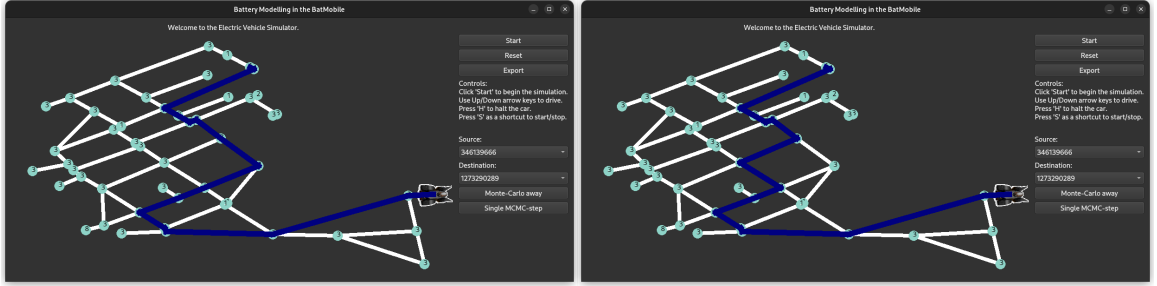 Battery Modelling in the BatMobile
Welcome to the Electric Vehicle Simulator.
Start
Reset
Export
Controls:
Click 'Start' to begin the simulation.
Use Up/Down arrow keys to drive.
Press 'H' to halt the car.
Press 'S' as a shortcut to start/stop.
Source:
346139666
Destination:
1273290289
Monte-Carlo away
Single MCMC-step
Battery Modelling in the BatMobile
Welcome to the Electric Vehicle Simulator.
Start
Reset
Export
Controls:
Click 'Start' to begin the simulation.
Use Up/Down arrow keys to drive.
Press 'H' to halt the car.
Press 'S' as a shortcut to start/stop.
Source:
346139666
Destination:
1273290289
Monte-Carlo away
Single MCMC-step